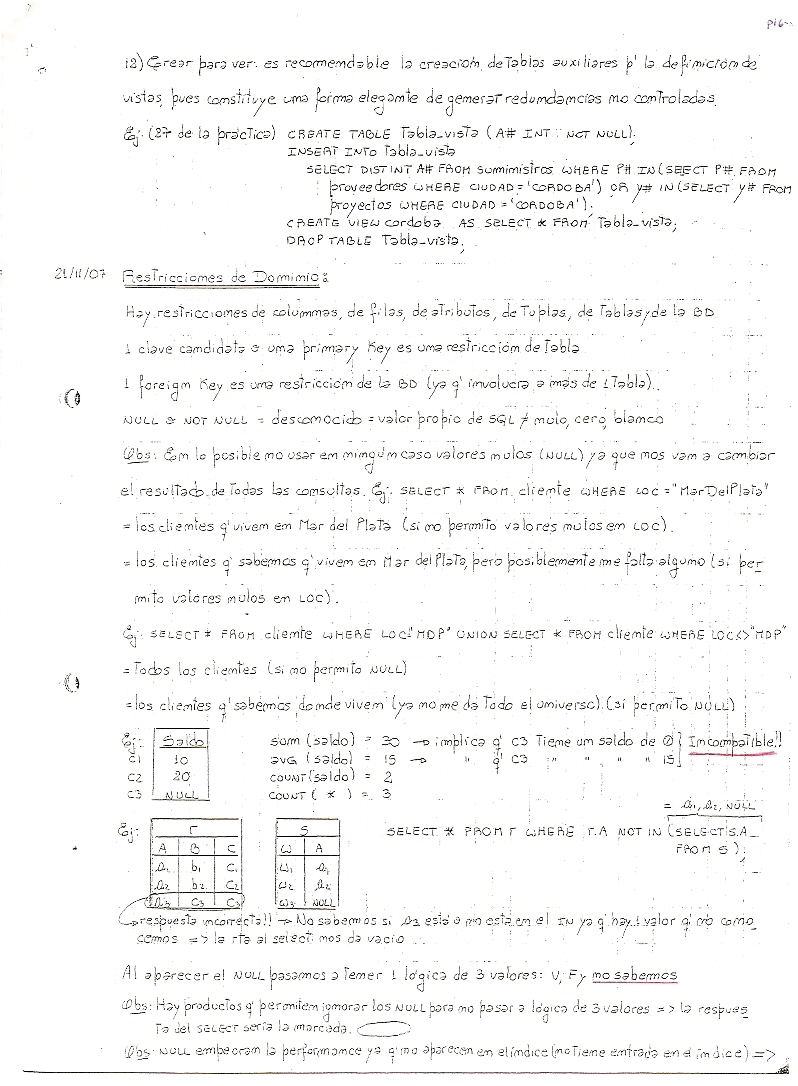 P16
i2) Crear para ver: es recomendable la creación de Tablas auxiliares p' la definición de
vistas, pues constituye una forma elegante de generar redundancias no controladas.
Ej: (27 de la práctica) CREATE TABLE Tabla_vista (A# INT NOT NULL);
INSERT INTO Tabla_vista
SELECT DISTINT A# FROM suministros WHERE P# IN (SELECT P# FROM
proveedores WHERE CIUDAD = 'CORDOBA') OR y# IN (SELECT y# FROM
proyectos WHERE CIUDAD = 'CORDOBA');
CREATE VIEW cordoba AS SELECT * FROM Tabla_vista;
DROP TABLE Tabla_vista;
21/11/07 Restricciones de Dominio:
Hay restricciones de columnas, de filas, de atributos, de Tuplas, de Tablas y de la BD
1 clave candidata o una primary Key es una restricción de Tabla
1 foreign Key es una restricción de la BD (ya q' involucra a más de 1 Tabla).
NULL o NOT NULL = desconocido = valor propio de SQL ≠ nulo, cero, blanco
Obs: En lo posible no usar en ningún caso valores nulos (NULL) ya que nos van a cambiar
el resultado de Todas las consultas. Ej: SELECT * FROM cliente WHERE LOC = "MarDelPlata"
= los clientes q' viven en Mar del Plata (si no permito valores nulos en LOC).
= los clientes q' sabemos q' viven en Mar del Plata, pero posiblemente me falta alguno (si per-
mito valores nulos en LOC).
Ej: SELECT * FROM cliente WHERE LOC="MDP" UNION SELECT * FROM cliente WHERE LOC<>"MDP"
= Todos los clientes (si no permito NULL)
= los clientes q' sabemos donde viven (ya no me da Todo el universo). (si permito NULL)
Ej: Saldo sum (saldo) = 30 → implica q' C3 Tiene un saldo de 0 } Incompatible!!
C1 10 avg (saldo) = 15 → " q' C3 " " " " 15
C2 20 COUNT (saldo) = 2
C3 NULL COUNT ( * ) = 3
= a1, a2, NULL
Ej: r S SELECT * FROM r WHERE r.A NOT IN (SELECT S.A
A B C W A FROM S);
a1 b1 C1 W1 a1
a2 b2 C2 W2 a2
a3 C3 C3 W3 NULL
respuesta incorrecta!! → No sabemos si a3 está o no está en el IN ya q' hay 1 valor q' no cono
cemos => la rta al select nos da vacío
Al aparecer el NULL pasamos a tener 1 lógica de 3 valores: V, F y no sabemos
Obs: Hay productos q' permiten ignorar los NULL para no pasar a lógica de 3 valores => la respues
ta del SELECT sería la marcada.
Obs: NULL empeoran la performance ya q' no aparecen en el índice (no Tiene entrada en el índice) =>